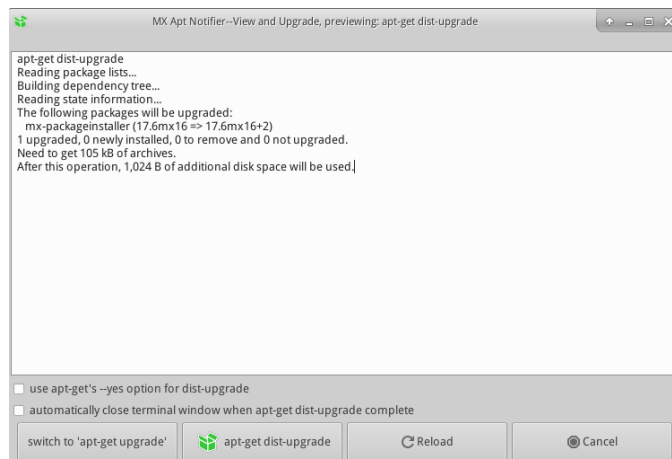 MX Apt Notifier--View and Upgrade, previewing: apt-get dist-upgrade
apt-get dist-upgrade
Reading package lists...
Building dependency tree...
Reading state information...
The following packages will be upgraded:
mx-packageinstaller (17.6mx16 => 17.6mx16+2)
1 upgraded, 0 newly installed, 0 to remove and 0 not upgraded.
Need to get 105 kB of archives.
After this operation, 1,024 B of additional disk space will be used.
use apt-get's --yes option for dist-upgrade
automatically close terminal window when apt-get dist-upgrade complete
switch to 'apt-get upgrade'
apt-get dist-upgrade
Reload
Cancel